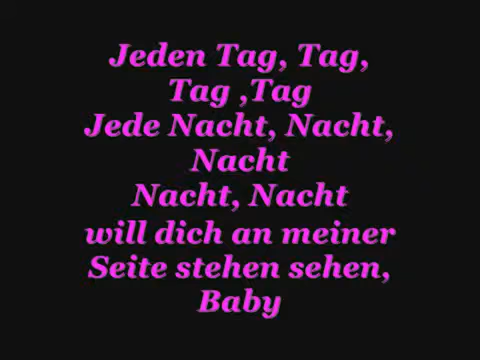 Jeden Tag, Tag,
Tag ,Tag
Jede Nacht, Nacht,
Nacht
Nacht, Nacht
will dich an meiner
Seite stehen sehen,
Baby